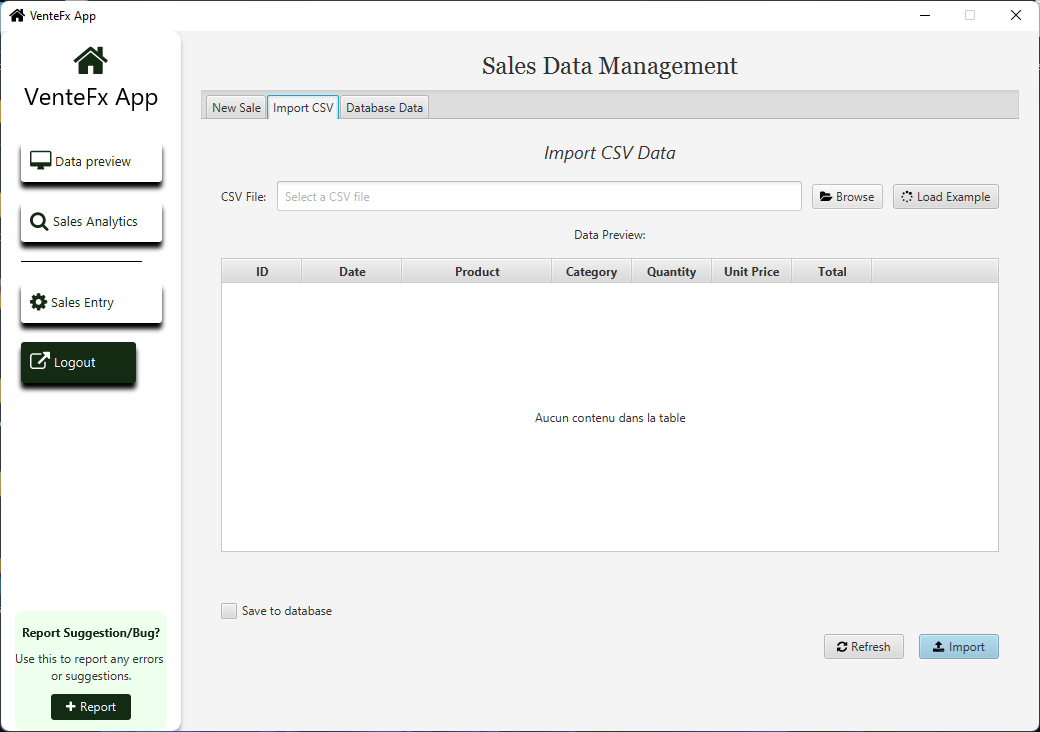 VenteFx App
VenteFx App
Data preview
Sales Analytics
Sales Entry
Logout
Report Suggestion/Bug?
Use this to report any errors
or suggestions.
Report
Sales Data Management
New Sale Import CSV Database Data
Import CSV Data
CSV File: Select a CSV file Browse Load Example
Data Preview:
ID Date Product Category Quantity Unit Price Total
Aucun contenu dans la table
Save to database
Refresh Import